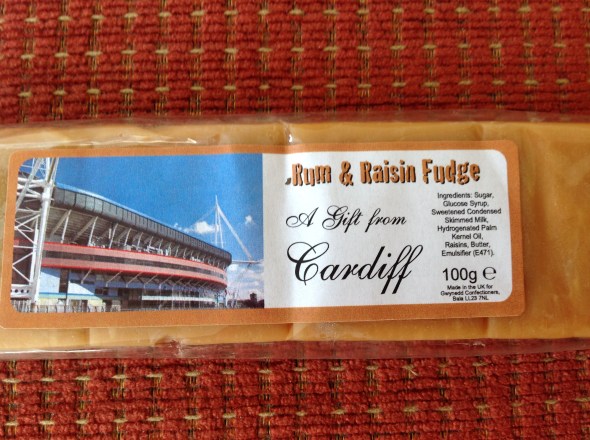 Rum & Raisin Fudge
A Gift from
Cardiff
Ingredients: Sugar,
Glucose Syrup,
Sweetened Condensed
Skimmed Milk,
Hydrogenated Palm
Kernel Oil,
Raisins, Butter,
Emulsifier (E471).
100g ℮
Made in the UK for
Gwynedd Confectioners,
Bala LL23 7NL